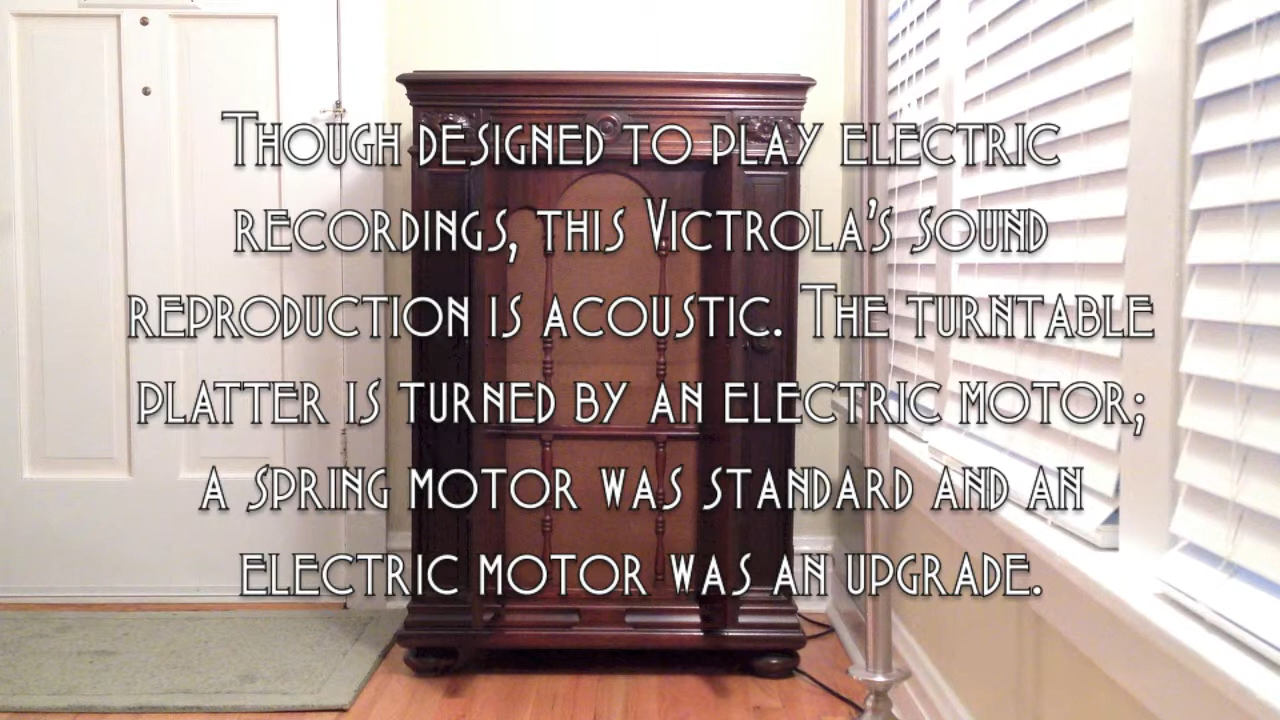 Though designed to play electric
recordings, this Victrola's sound
reproduction is acoustic. The turntable
platter is turned by an electric motor;
a spring motor was standard and an
electric motor was an upgrade.